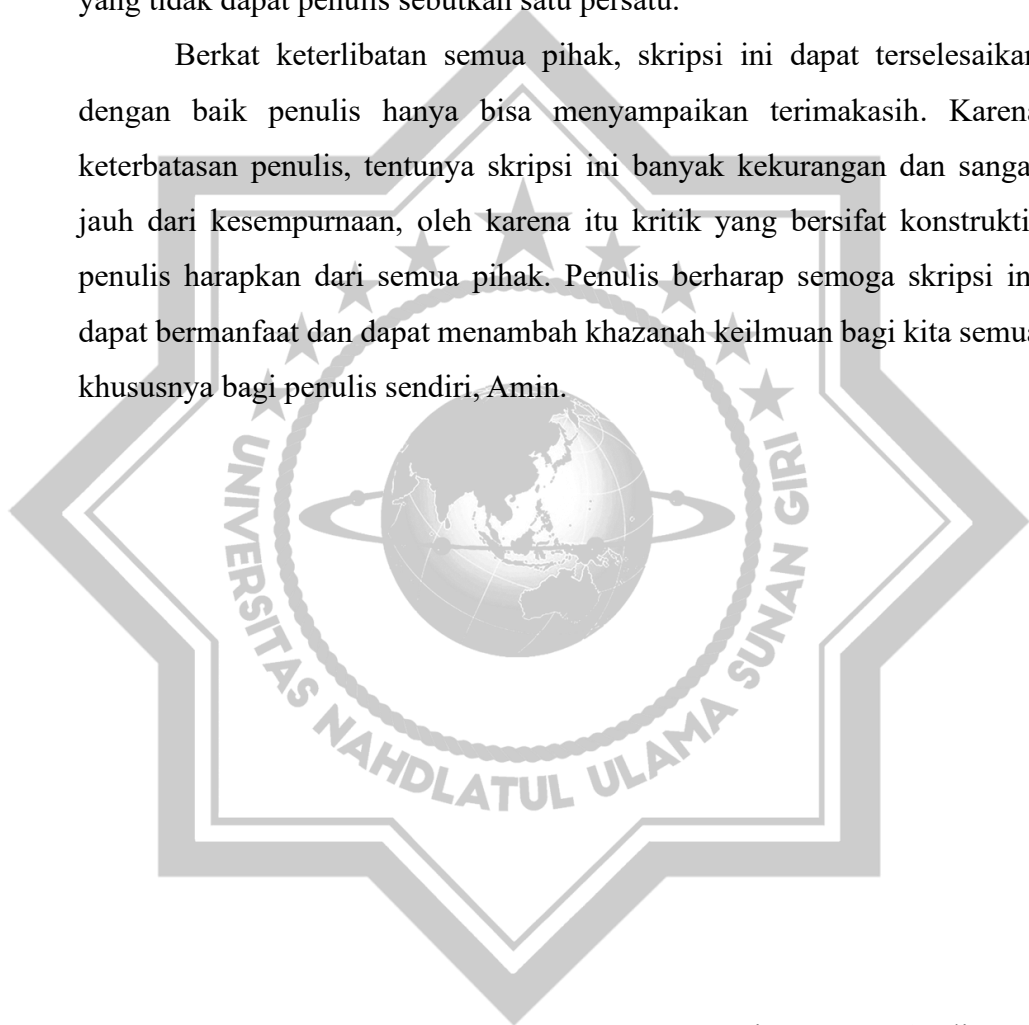 yang tidak dapat penulis sebutkan satu persatu.
Berkat keterlibatan semua pihak, skripsi ini dapat terselesaikan
dengan baik penulis hanya bisa menyampaikan terimakasih. Karena
keterbatasan penulis, tentunya skripsi ini banyak kekurangan dan sanga
jauh dari kesempurnaan, oleh karena itu kritik yang bersifat konstrukti
penulis harapkan dari semua pihak. Penulis berharap semoga skripsi in
dapat bermanfaat dan dapat menambah khazanah keilmuan bagi kita semua
khususnya bagi penulis sendiri, Amin.
UNIVERSITAS NAHDLATUL ULAMA SUNAN GIRI